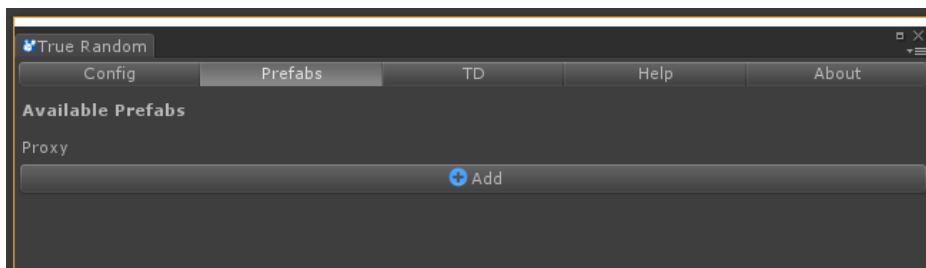 True Random
Config Prefabs TD Help About
Available Prefabs
Proxy
Add